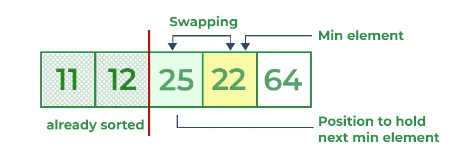 Swapping
Min element
11 12 25 22 64
already sorted
Position to hold
next min element